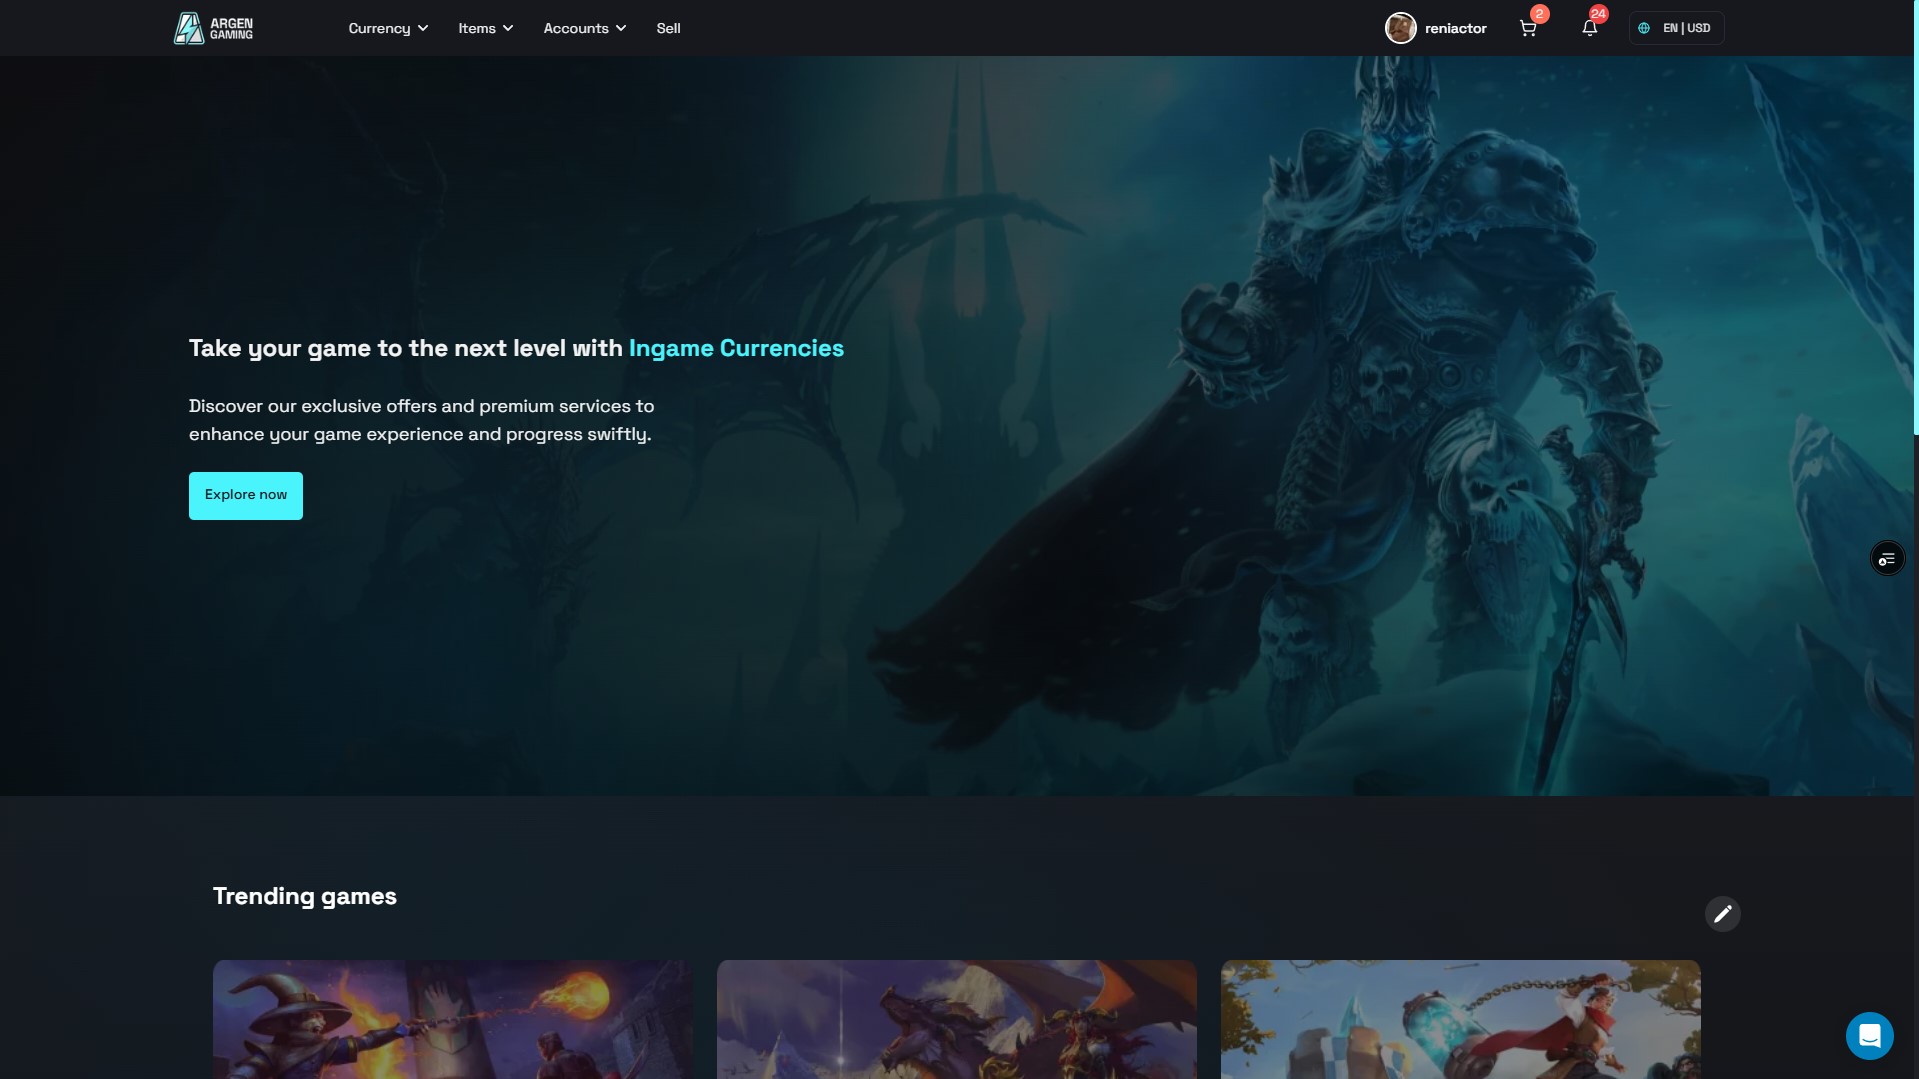 ARGEN
GAMING
Currency
Items
Accounts
Sell
reniactor
2
24
EN | USD
Take your game to the next level with Ingame Currencies
Discover our exclusive offers and premium services to
enhance your game experience and progress swiftly.
Explore now
Trending games